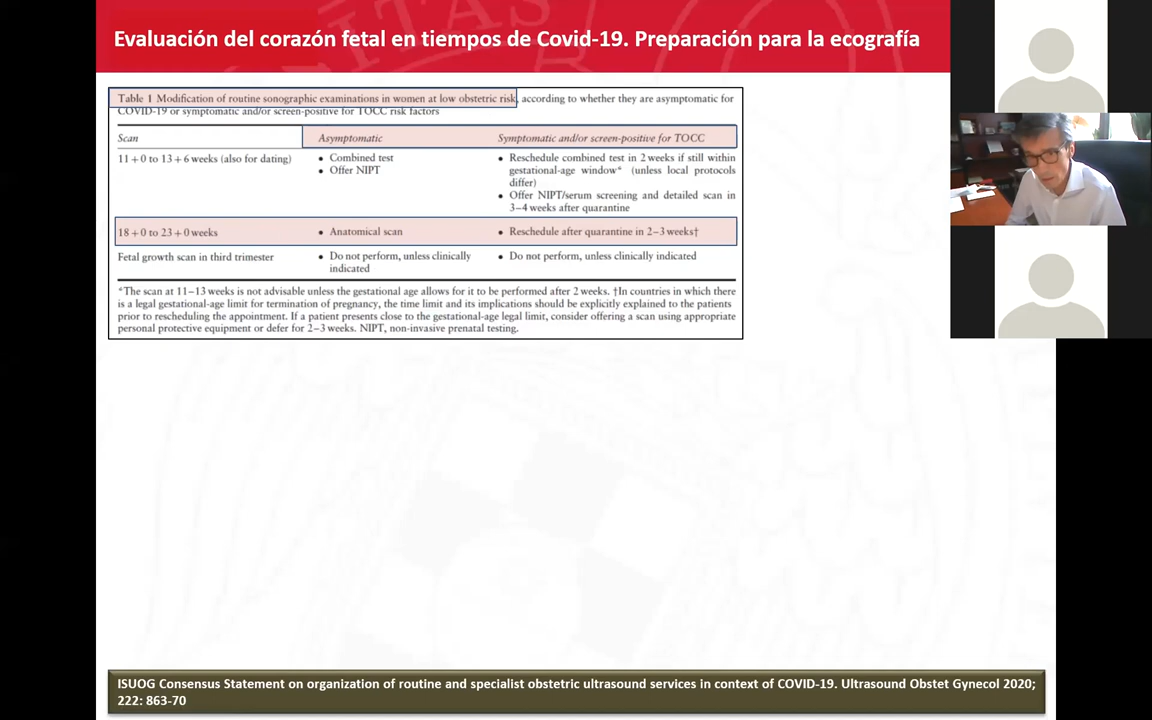 Evaluación del corazón fetal en tiempos de Covid-19. Preparación para la ecografía
Table 1 Modification of routine sonographic examinations in women at low obstetric risk, according to whether they are asymptomatic for
COVID-19 or symptomatic and/or screen-positive for TOCC risk factors
Scan Asymptomatic Symptomatic and/or screen-positive for TOCC
11 + 0 to 13 + 6 weeks (also for dating) • Combined test • Reschedule combined test in 2 weeks if still within
• Offer NIPT gestational-age window* (unless local protocols
differ)
• Offer NIPT/serum screening and detailed scan in
3–4 weeks after quarantine
18 + 0 to 23 + 0 weeks • Anatomical scan • Reschedule after quarantine in 2–3 weeks†
Fetal growth scan in third trimester • Do not perform, unless clinically • Do not perform, unless clinically indicated
indicated
*The scan at 11–13 weeks is not advisable unless the gestational age allows for it to be performed after 2 weeks. †In countries in which there
is a legal gestational-age limit for termination of pregnancy, the time limit and its implications should be explicitly explained to the patients
prior to rescheduling the appointment. If a patient presents close to the gestational-age legal limit, consider offering a scan using appropriate
personal protective equipment or defer for 2–3 weeks. NIPT, non-invasive prenatal testing.
ISUOG Consensus Statement on organization of routine and specialist obstetric ultrasound services in context of COVID-19. Ultrasound Obstet Gynecol 2020;
222: 863-70